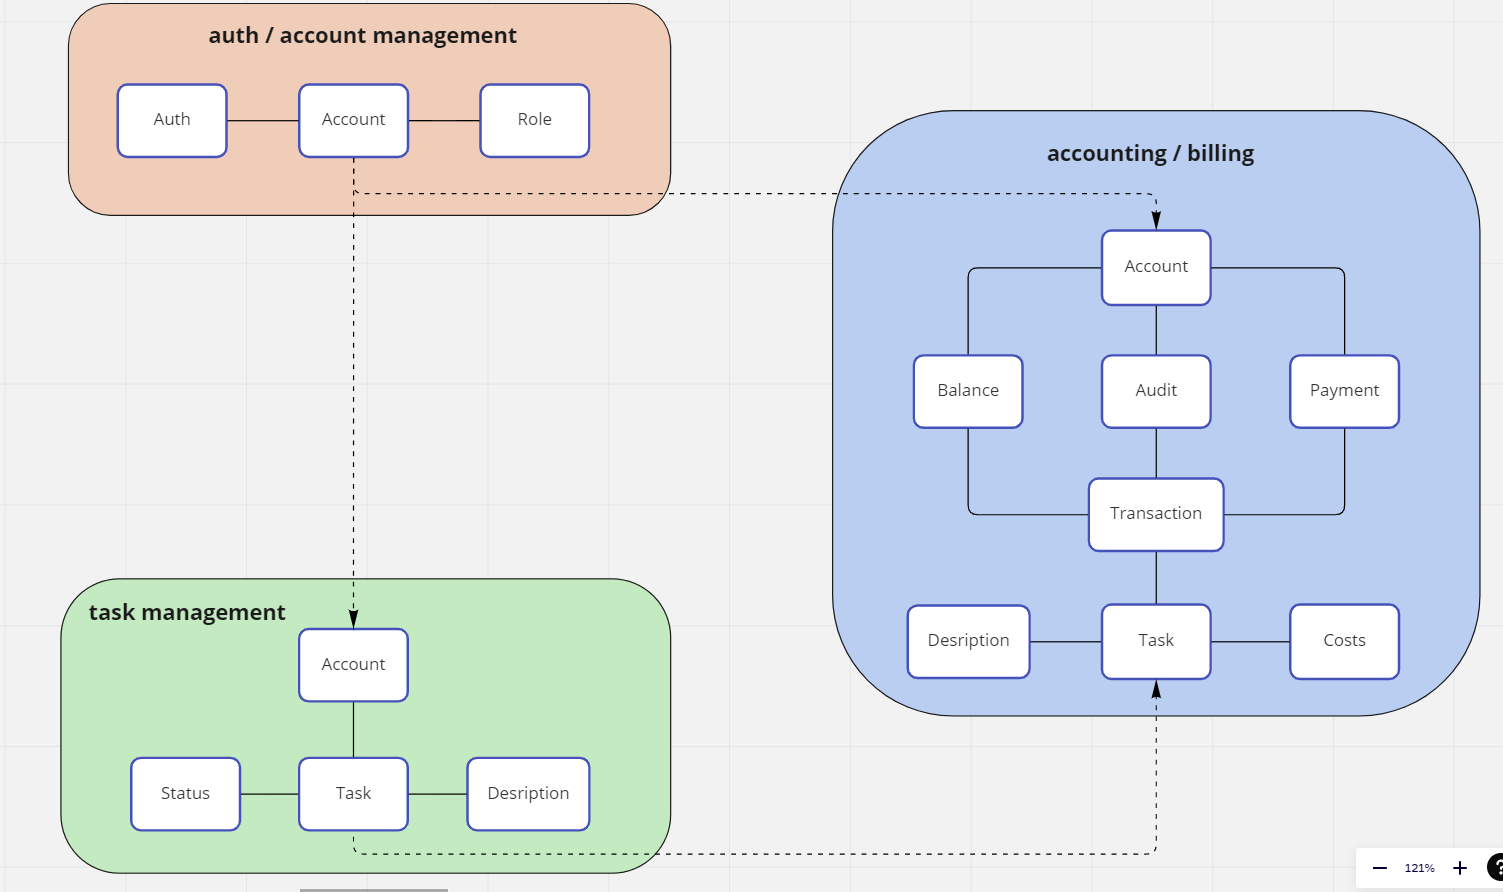 auth / account management
Auth
Account
Role
accounting / billing
Account
Balance
Audit
Payment
Transaction
Desription
Task
Costs
task management
Account
Status
Task
Desription
121%
?